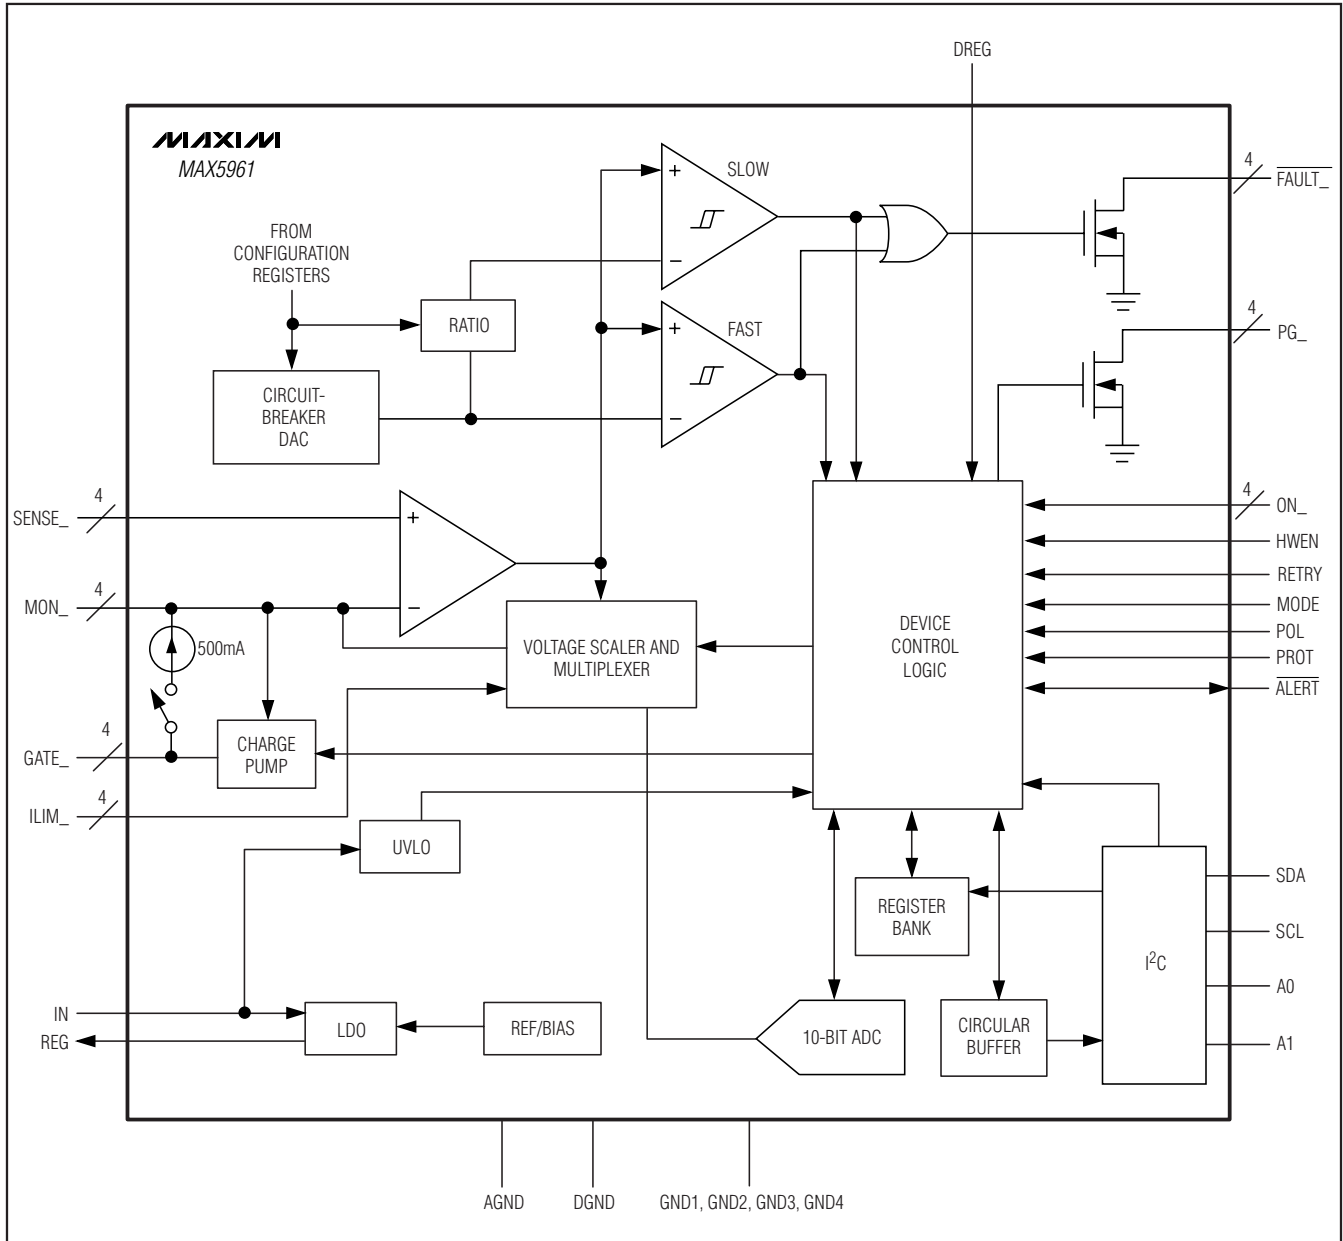 DREG
MAXIM
MAX5961
SLOW
4
FAULT_
+
−
FROM
CONFIGURATION
REGISTERS
RATIO
FAST
4
PG_
+
−
CIRCUIT-
BREAKER
DAC
4
SENSE_
+
−
4
ON_
HWEN
RETRY
MODE
POL
PROT
ALERT
4
MON_
500mA
VOLTAGE SCALER AND
MULTIPLEXER
DEVICE
CONTROL
LOGIC
4
GATE_
CHARGE
PUMP
4
ILIM_
UVLO
REGISTER
BANK
I²C
SDA
SCL
A0
A1
IN
REG
LDO
REF/BIAS
10-BIT ADC
CIRCULAR
BUFFER
AGND
DGND
GND1, GND2, GND3, GND4